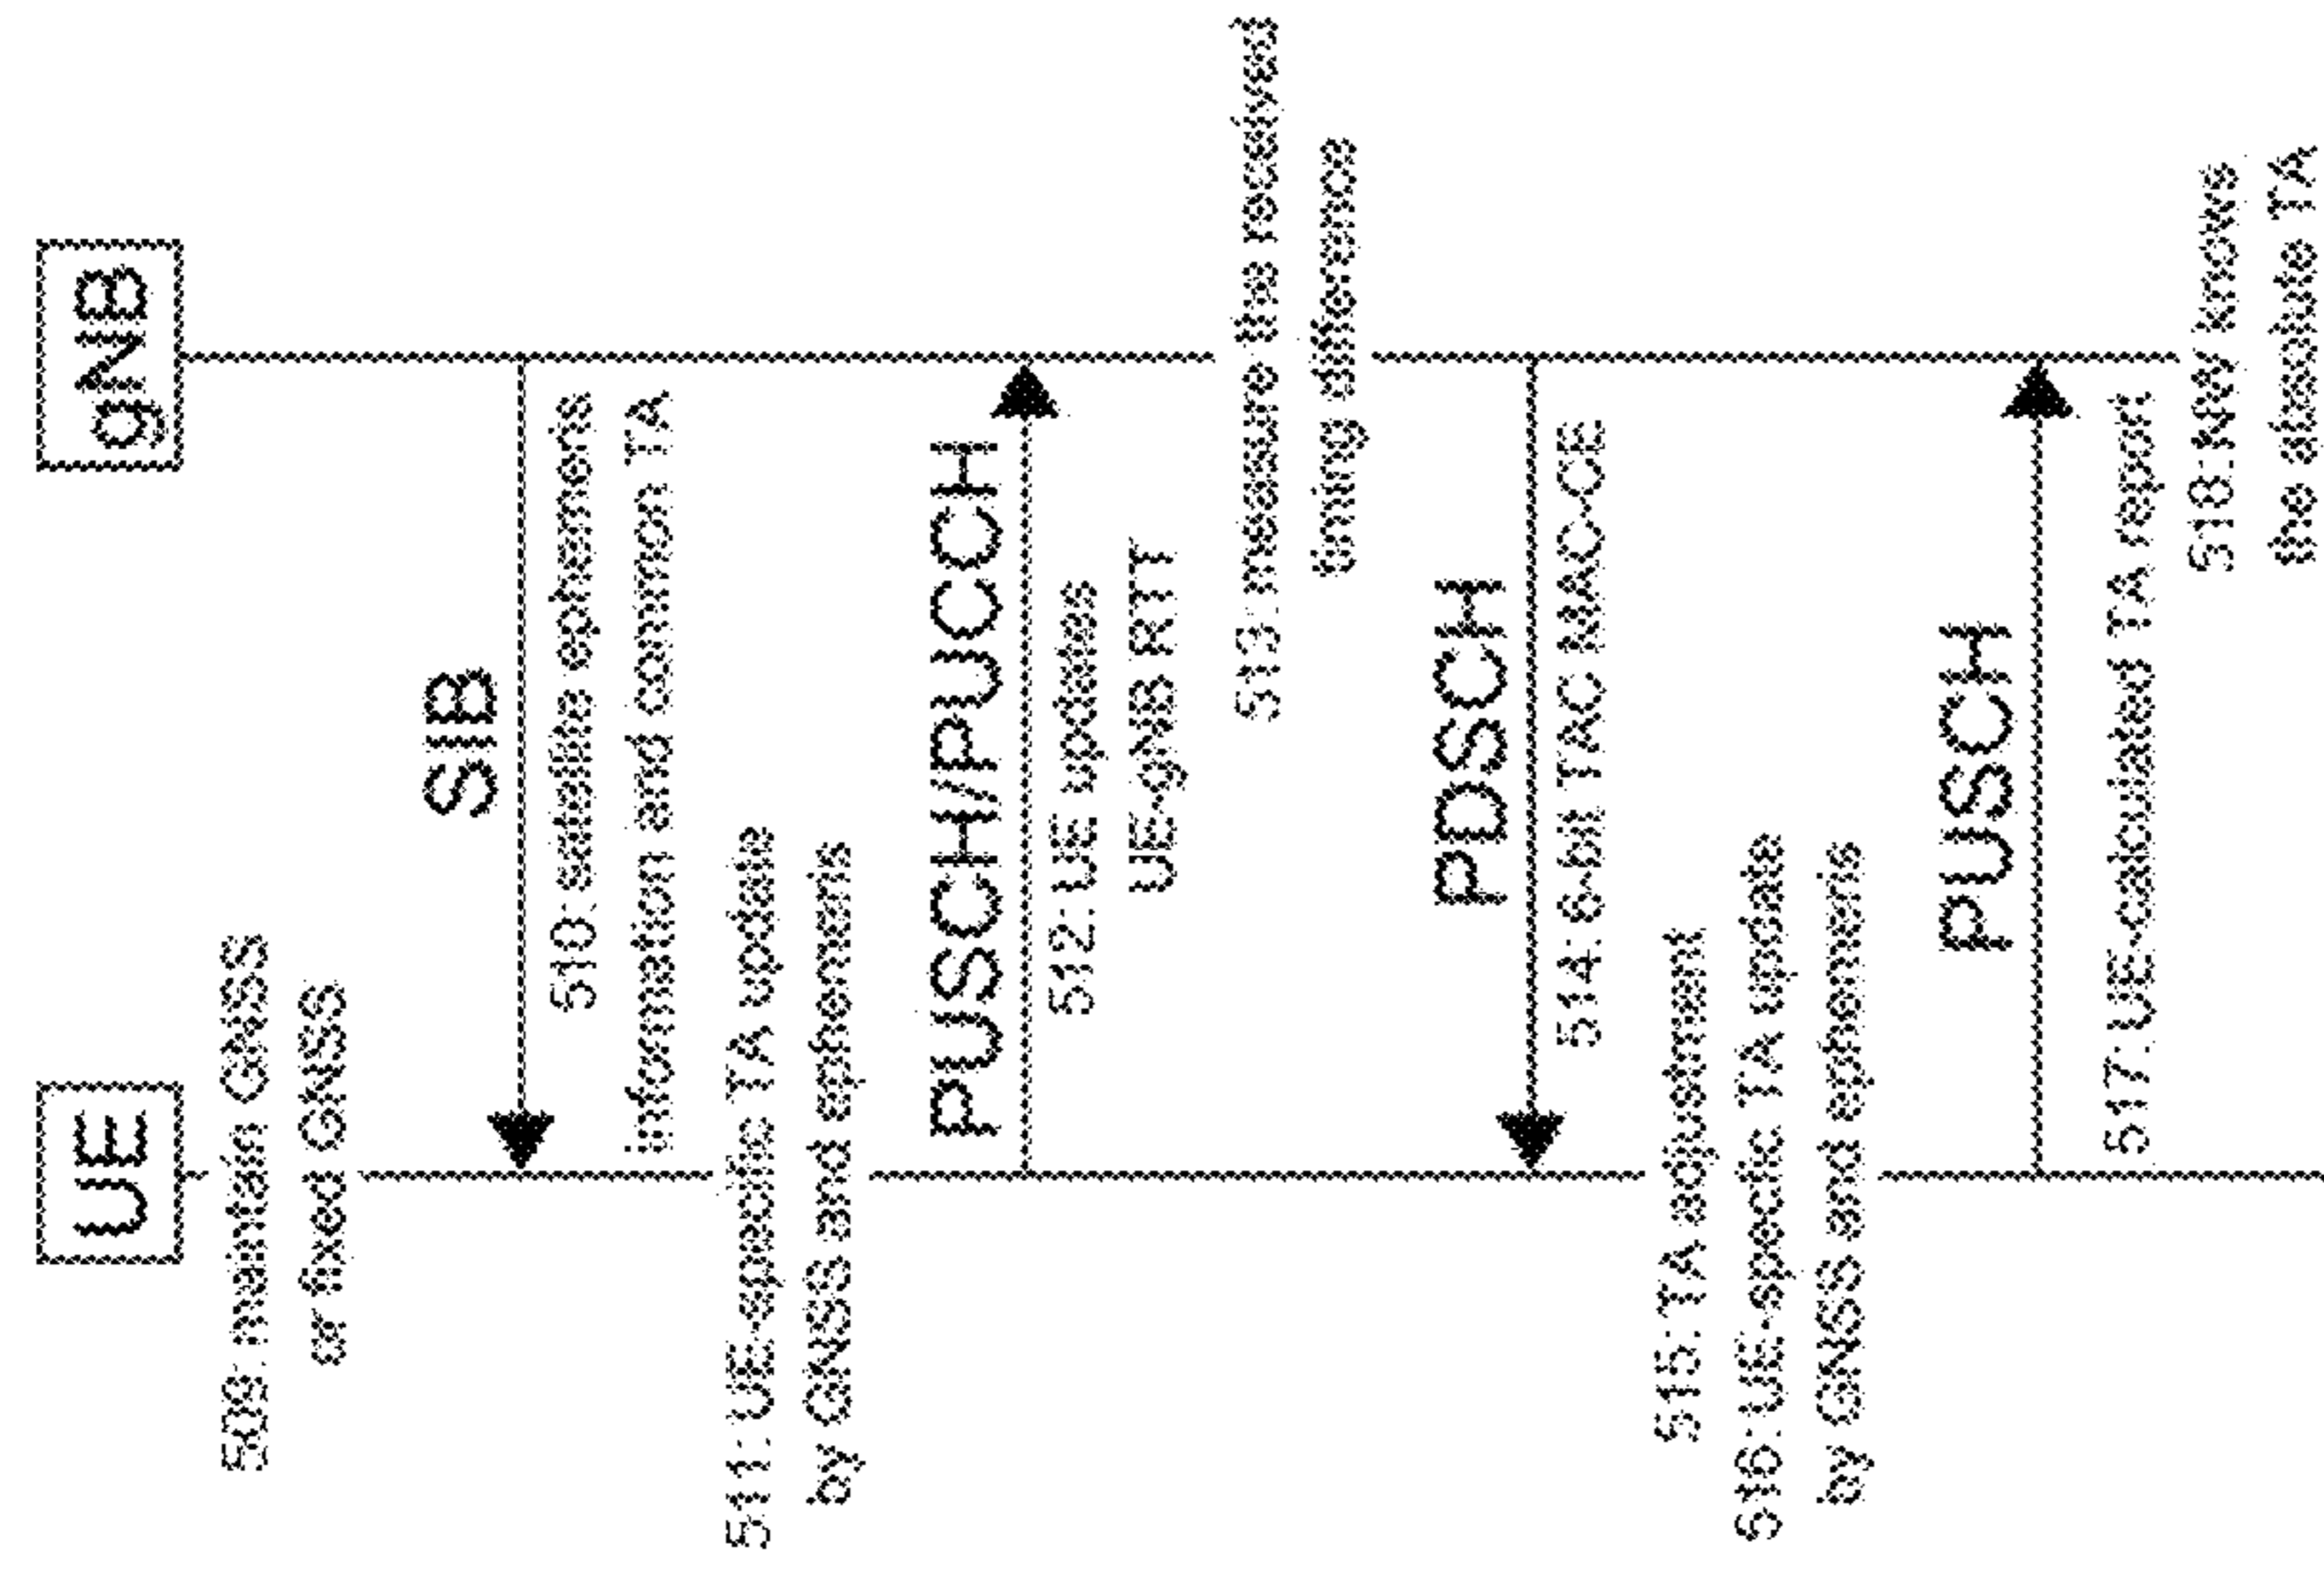 UE
gNB
509: maintain GNSS
or fixed GNSS
SIB
510: satellite ephemeris
information and common TA
511: UE-specific TA update
by GNSS and ephemeris
PUSCH/PUCCH
512: UE updates
UE-gNB RTT
513: measure the received
timing difference
PDSCH
514: 6-bit TAC MAC-CE
515: TA adjustment
516: UE-specific TA update
by GNSS and ephemeris
PUSCH
517: UE-calculated TA report
518: NW knows
the absolute TA